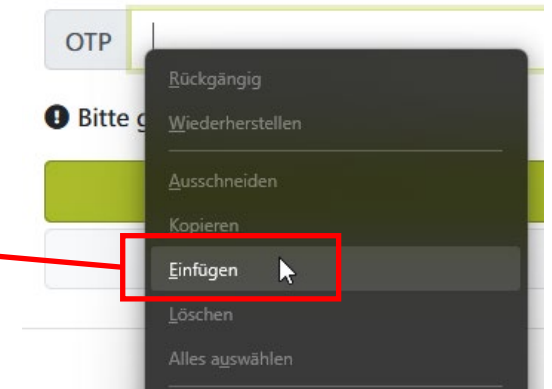 OTP
Rückgängig
Bitte
Wiederherstellen
Ausschneiden
Kopieren
Einfügen
Löschen
Alles auswählen